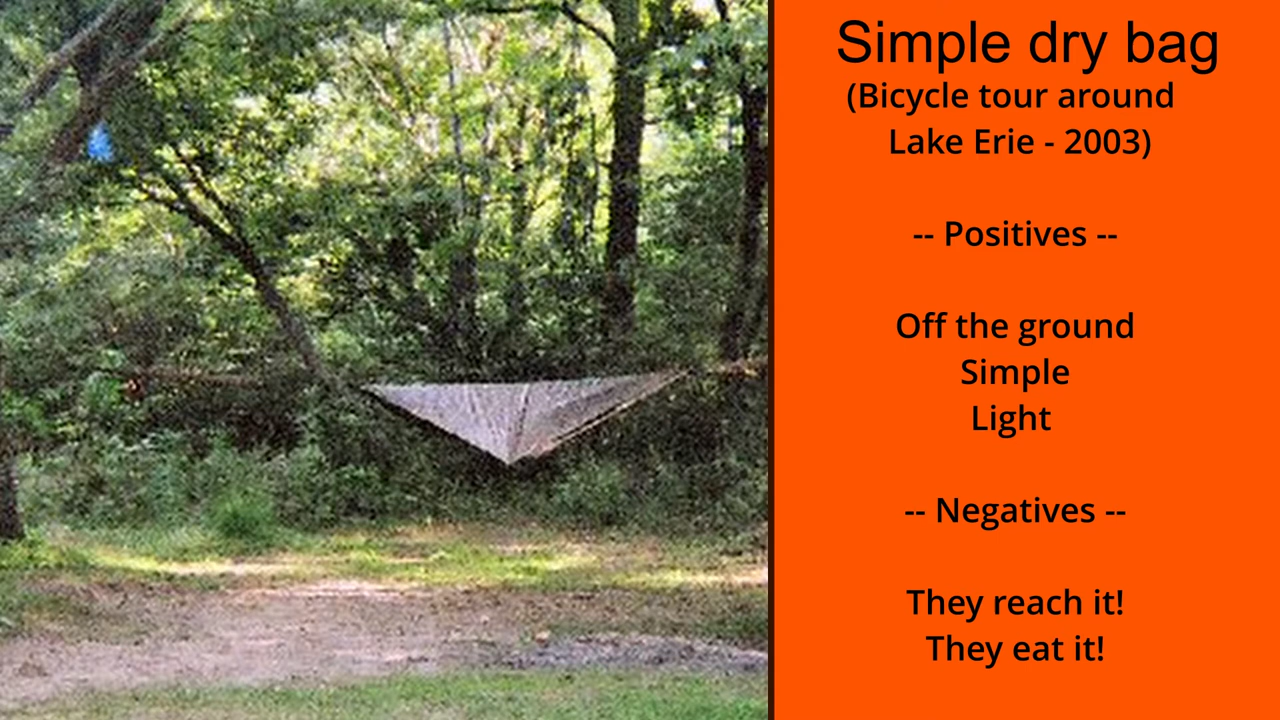 Simple dry bag
(Bicycle tour around
Lake Erie - 2003)
-- Positives --
Off the ground
Simple
Light
-- Negatives --
They reach it!
They eat it!